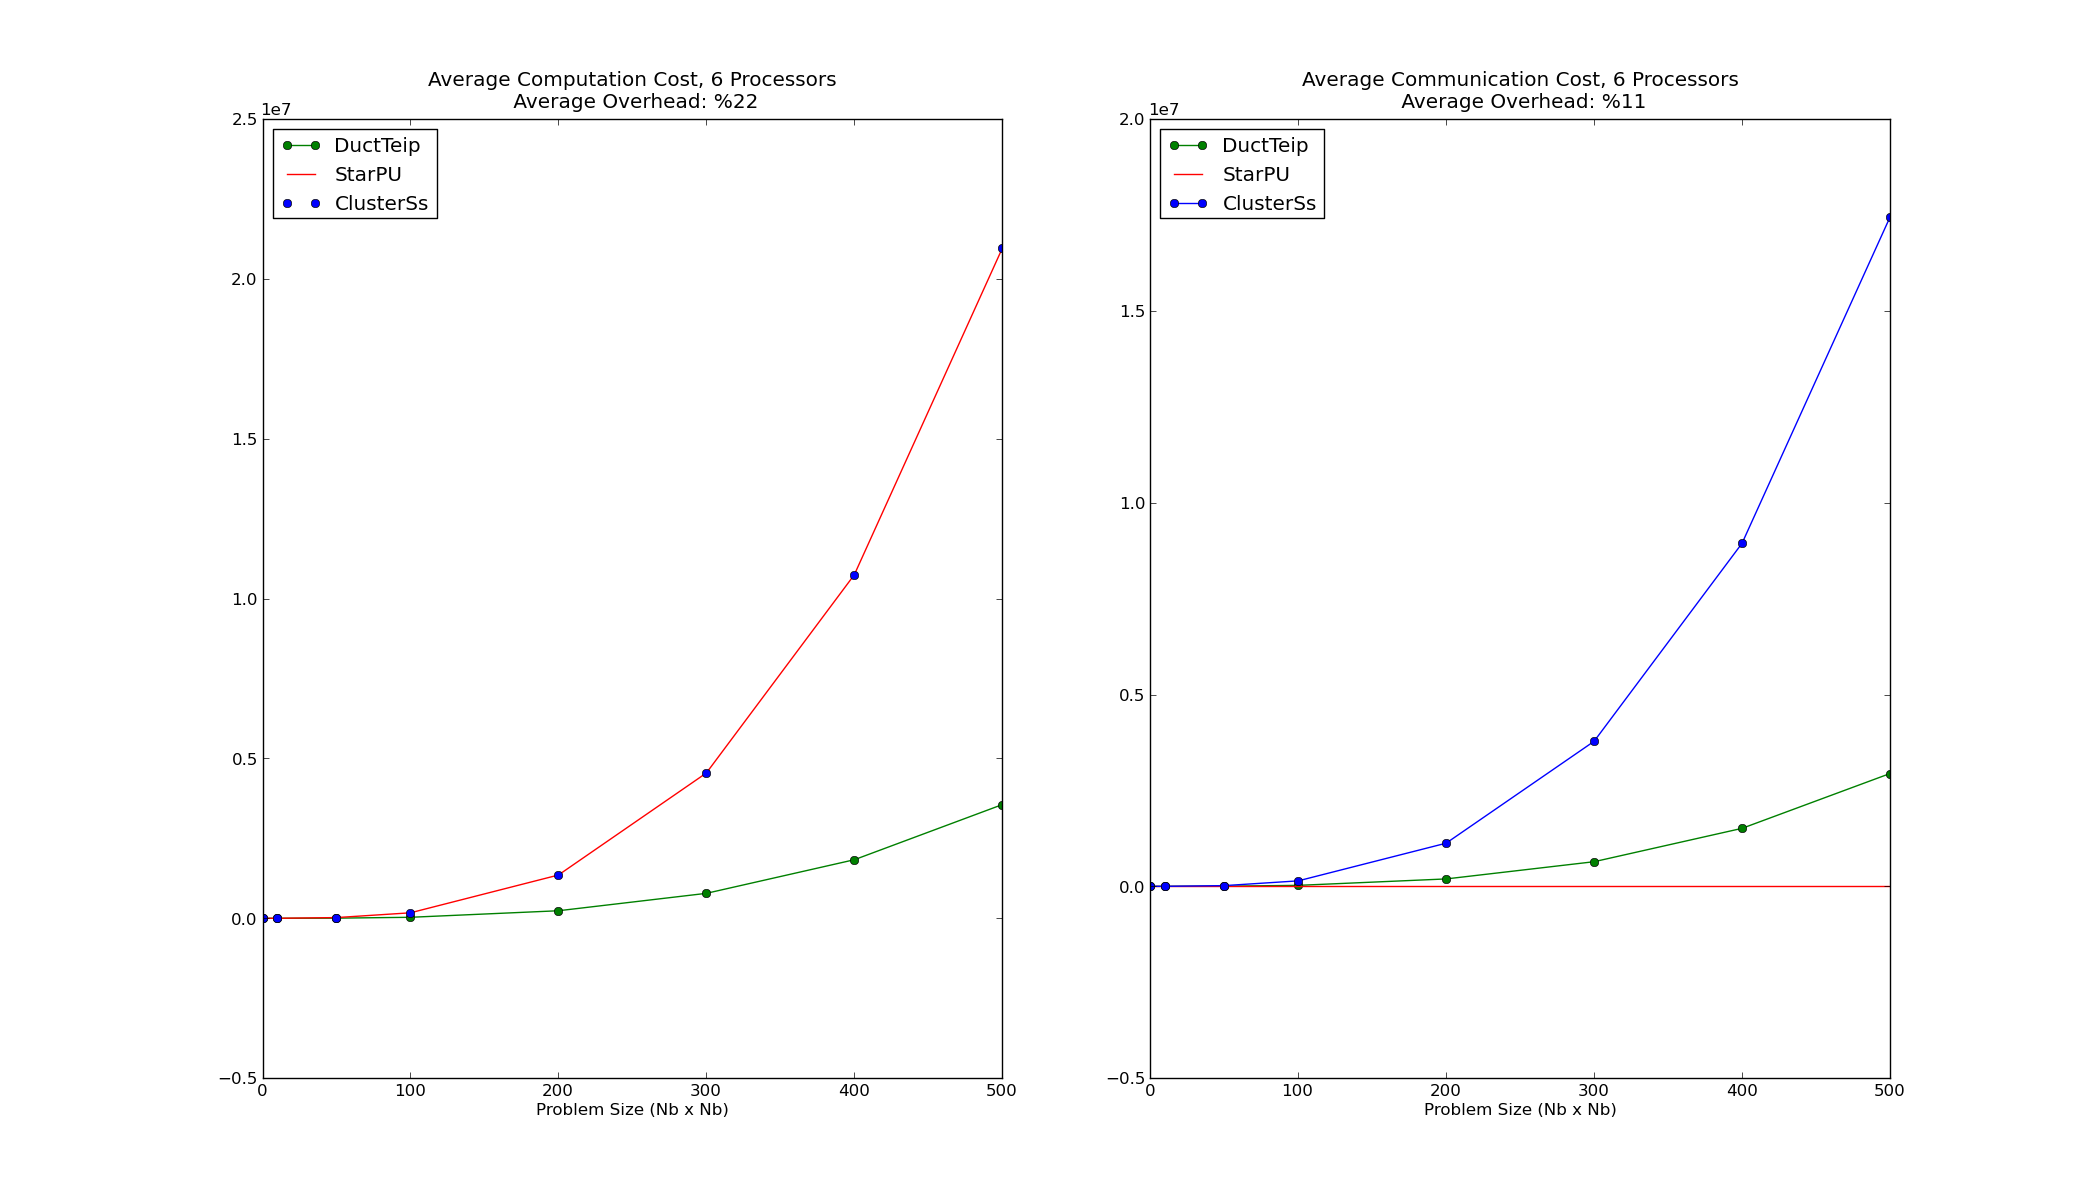 Average Computation Cost, 6 Processors
Average Overhead: %22
1e7
2.5
2.0
1.5
1.0
0.5
0.0
−0.5
DuctTeip
StarPU
ClusterSs
0 100 200 300 400 500
Problem Size (Nb x Nb)
Average Communication Cost, 6 Processors
Average Overhead: %11
1e7
2.0
1.5
1.0
0.5
0.0
−0.5
DuctTeip
StarPU
ClusterSs
0 100 200 300 400 500
Problem Size (Nb x Nb)